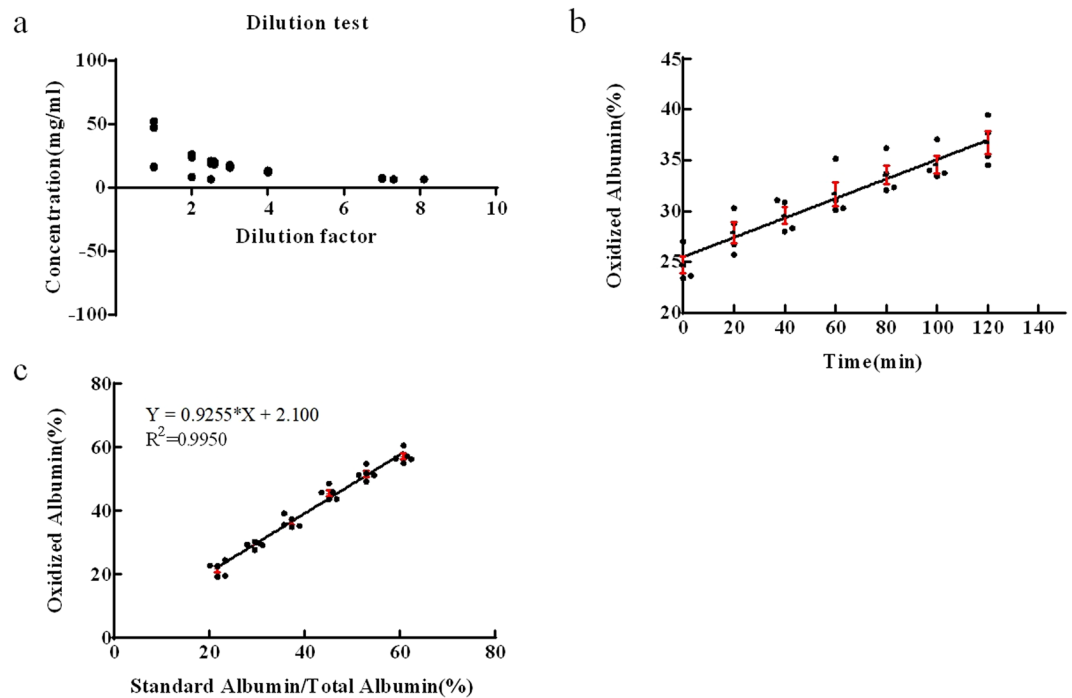 a
Dilution test
100
50
0
-50
-100
2 4 6 8 10
Concentration(mg/ml)
Dilution factor
b
45
40
35
30
25
20
0 20 40 60 80 100 120 140
Oxidized Albumin(%)
Time(min)
c
80
60
40
20
0
0 20 40 60 80
Oxidized Albumin(%)
Y = 0.9255*X + 2.100
R²=0.9950
Standard Albumin/Total Albumin(%)